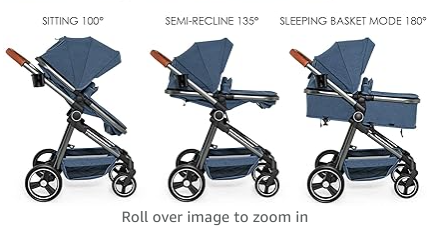 SITTING 100°
SEMI-RECLINE 135°
SLEEPING BASKET MODE 180°
Roll over image to zoom in